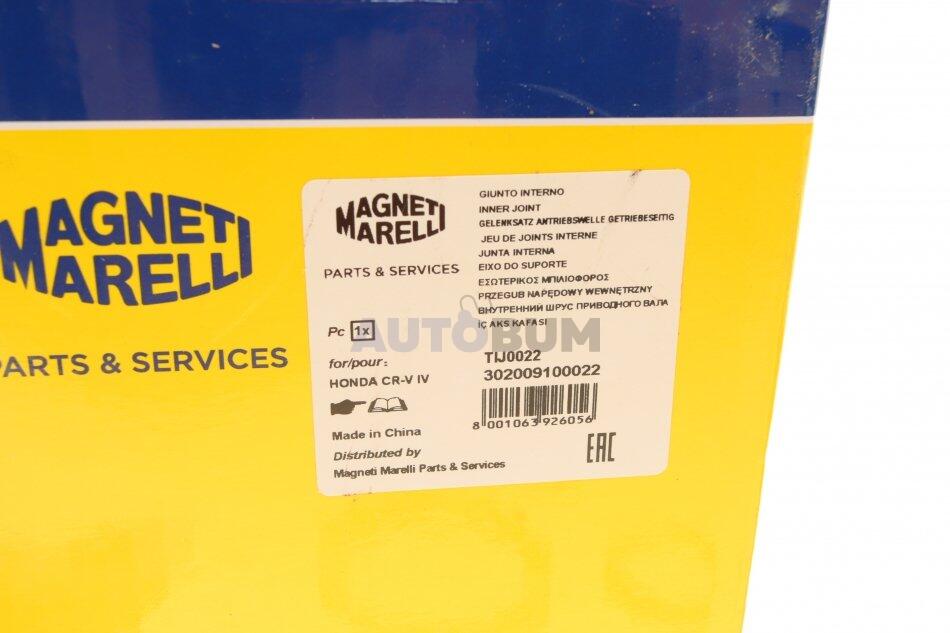 MAGNETI
MARELLI
PARTS & SERVICES
MAGNETI
MARELLI
PARTS & SERVICES
Pc 1x
for/pour:
HONDA CR-V IV
Made in China
Distributed by
Magneti Marelli Parts & Services
GIUNTO INTERNO
INNER JOINT
GELENKSATZ ANTRIEBSWELLE GETRIEBESEITIG
JEU DE JOINTS INTERNE
JUNTA INTERNA
EIXO DO SUPORTE
ΕΣΩΤΕΡΙΚΟΣ ΜΠΙΛΙΟΦΟΡΟΣ
PRZEGUB NAPĘDOWY WEWNĘTRZNY
ВНУТРЕННИЙ ШРУС ПРИВОДНОГО ВАЛА
İÇ AKS KAFASI
TIJ0022
302009100022
8 001063 926056
EAC
AUTOBUM